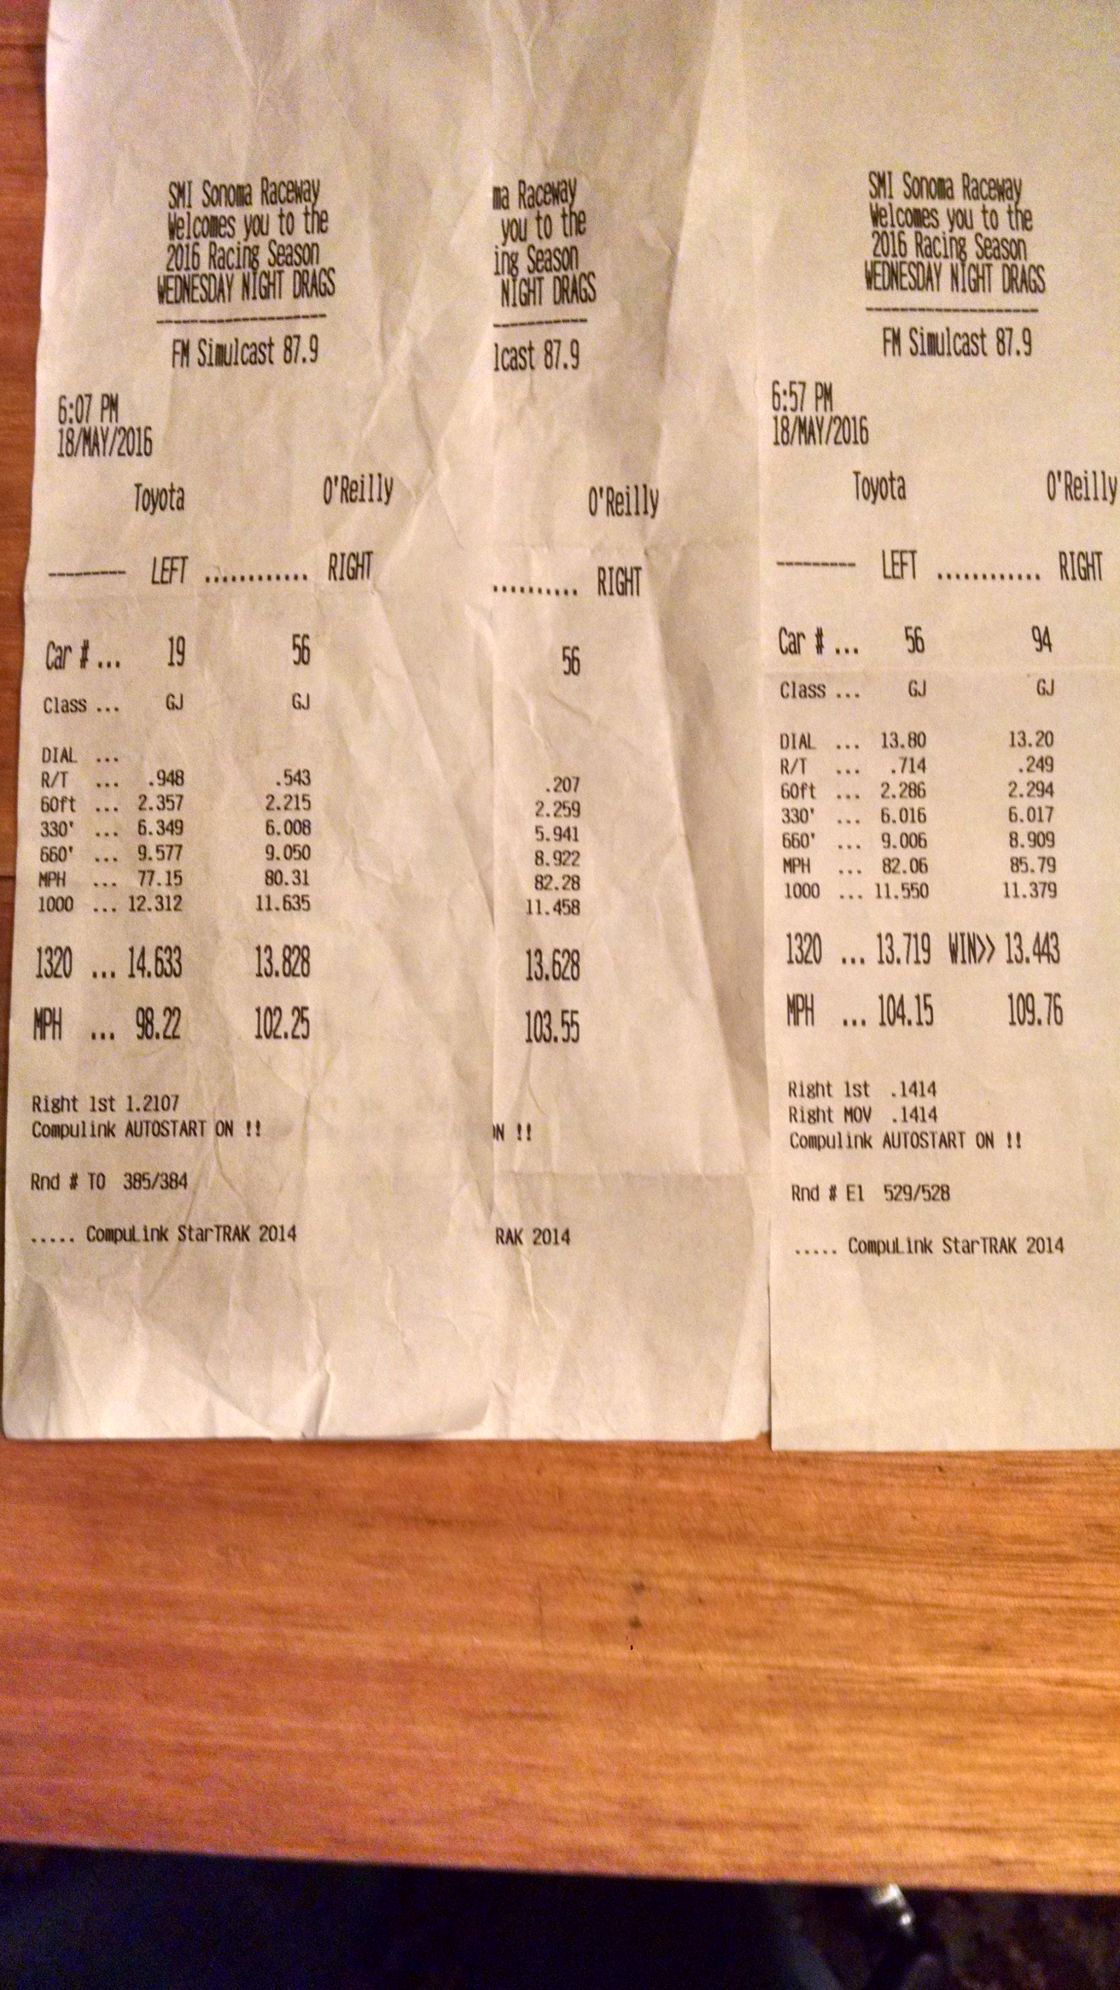 SMI Sonoma Raceway
Welcomes you to the
2016 Racing Season
WEDNESDAY NIGHT DRAGS
--------------------
FM Simulcast 87.9
6:07 PM
18/MAY/2016
Toyota O'Reilly
--------- LEFT ............ RIGHT
Car # ... 19 56
Class ... GJ GJ
DIAL ...
R/T ... .948 .543
60ft ... 2.357 2.215
330' ... 6.349 6.008
660' ... 9.577 9.050
MPH ... 77.15 80.31
1000 ... 12.312 11.635
1320 ... 14.633 13.828
MPH ... 98.22 102.25
Right 1st 1.2107
Compulink AUTOSTART ON !!
Rnd # TO 385/384
..... CompuLink StarTRAK 2014
ma Raceway
you to the
ing Season
NIGHT DRAGS
-----------
lcast 87.9
O'Reilly
.......... RIGHT
56
.207
2.259
5.941
8.922
82.28
11.458
13.628
103.55
ON !!
RAK 2014
SMI Sonoma Raceway
Welcomes you to the
2016 Racing Season
WEDNESDAY NIGHT DRAGS
--------------------
FM Simulcast 87.9
6:57 PM
18/MAY/2016
Toyota O'Reilly
--------- LEFT ............ RIGHT
Car # ... 56 94
Class ... GJ GJ
DIAL ... 13.80 13.20
R/T ... .714 .249
60ft ... 2.286 2.294
330' ... 6.016 6.017
660' ... 9.006 8.909
MPH ... 82.06 85.79
1000 ... 11.550 11.379
1320 ... 13.719 WIN>> 13.443
MPH ... 104.15 109.76
Right 1st .1414
Right MOV .1414
Compulink AUTOSTART ON !!
Rnd # E1 529/528
..... CompuLink StarTRAK 2014